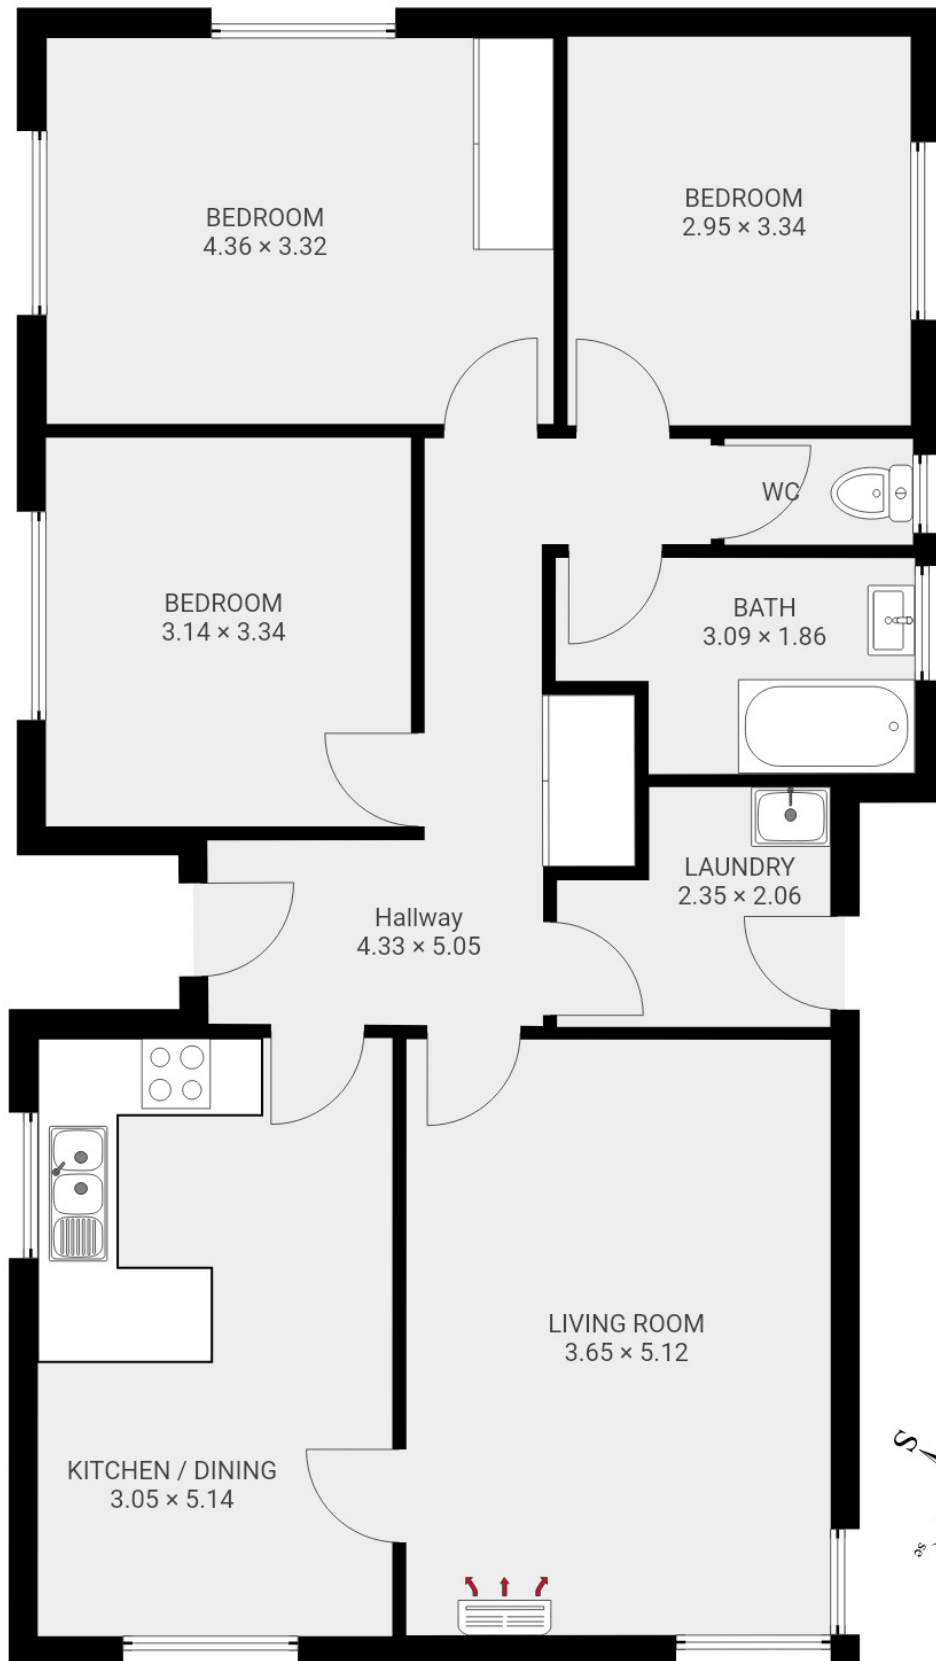 BEDROOM
4.36 × 3.32
BEDROOM
2.95 × 3.34
WC
BEDROOM
3.14 × 3.34
BATH
3.09 × 1.86
LAUNDRY
2.35 × 2.06
Hallway
4.33 × 5.05
LIVING ROOM
3.65 × 5.12
KITCHEN / DINING
3.05 × 5.14
S
se